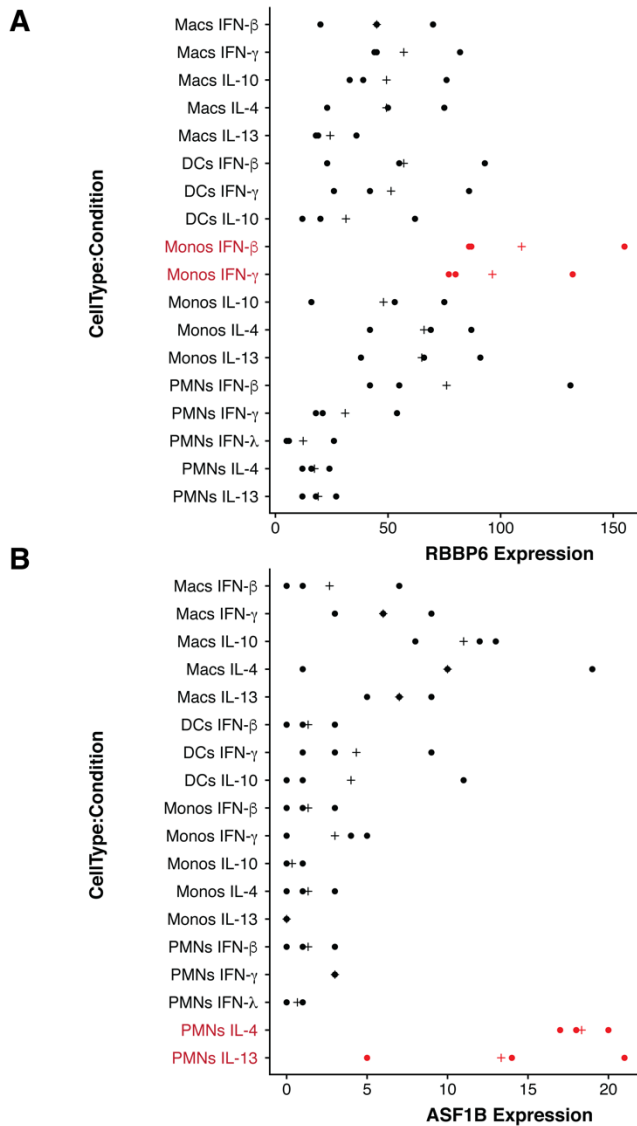 A
CellType:Condition
Macs IFN-β
Macs IFN-γ
Macs IL-10
Macs IL-4
Macs IL-13
DCs IFN-β
DCs IFN-γ
DCs IL-10
Monos IFN-β
Monos IFN-γ
Monos IL-10
Monos IL-4
Monos IL-13
PMNs IFN-β
PMNs IFN-γ
PMNs IFN-λ
PMNs IL-4
PMNs IL-13
0 50 100 150
RBBP6 Expression
B
CellType:Condition
Macs IFN-β
Macs IFN-γ
Macs IL-10
Macs IL-4
Macs IL-13
DCs IFN-β
DCs IFN-γ
DCs IL-10
Monos IFN-β
Monos IFN-γ
Monos IL-10
Monos IL-4
Monos IL-13
PMNs IFN-β
PMNs IFN-γ
PMNs IFN-λ
PMNs IL-4
PMNs IL-13
0 5 10 15 20
ASF1B Expression